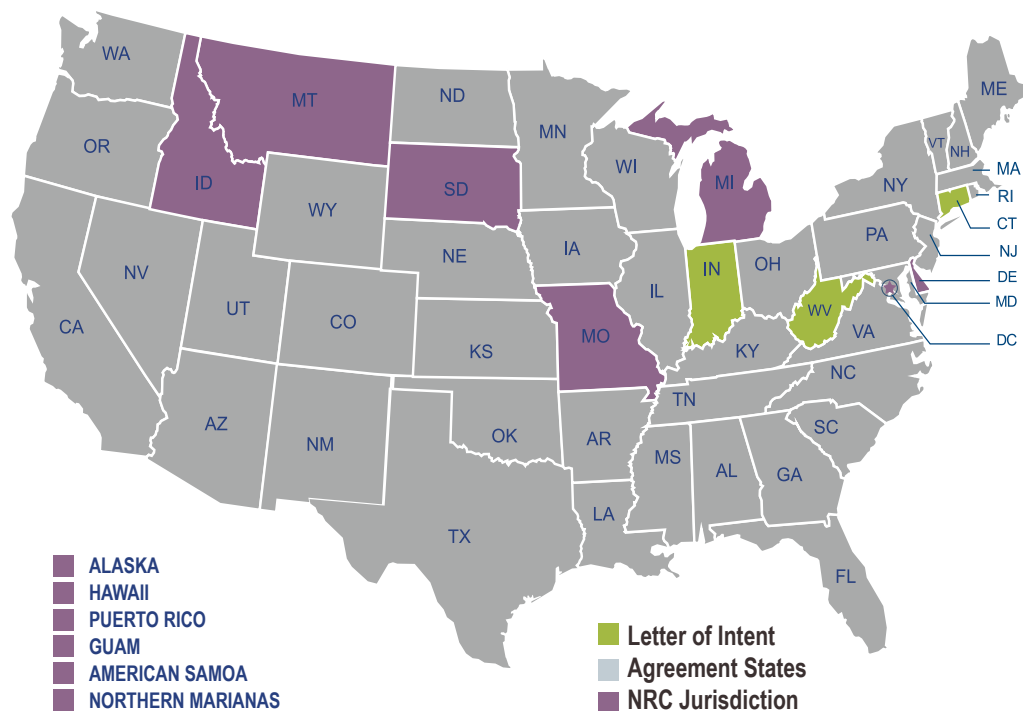 WA
MT
ND
MN
ME
OR
ID
SD
WI
MI
VT
NH
MA
NY
RI
WY
CT
IA
NE
PA
NJ
NV
IL
IN
OH
DE
UT
CO
MD
CA
WV
VA
KS
MO
KY
DC
NC
TN
AZ
NM
OK
AR
SC
MS
AL
GA
LA
TX
FL
ALASKA
HAWAII
PUERTO RICO
GUAM
AMERICAN SAMOA
NORTHERN MARIANAS
Letter of Intent
Agreement States
NRC Jurisdiction